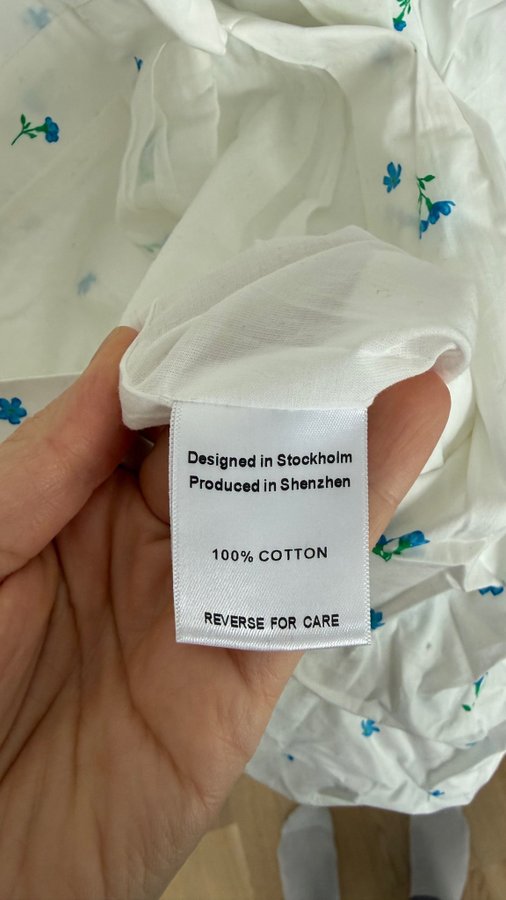 Designed in Stockholm
Produced in Shenzhen
100% COTTON
REVERSE FOR CARE